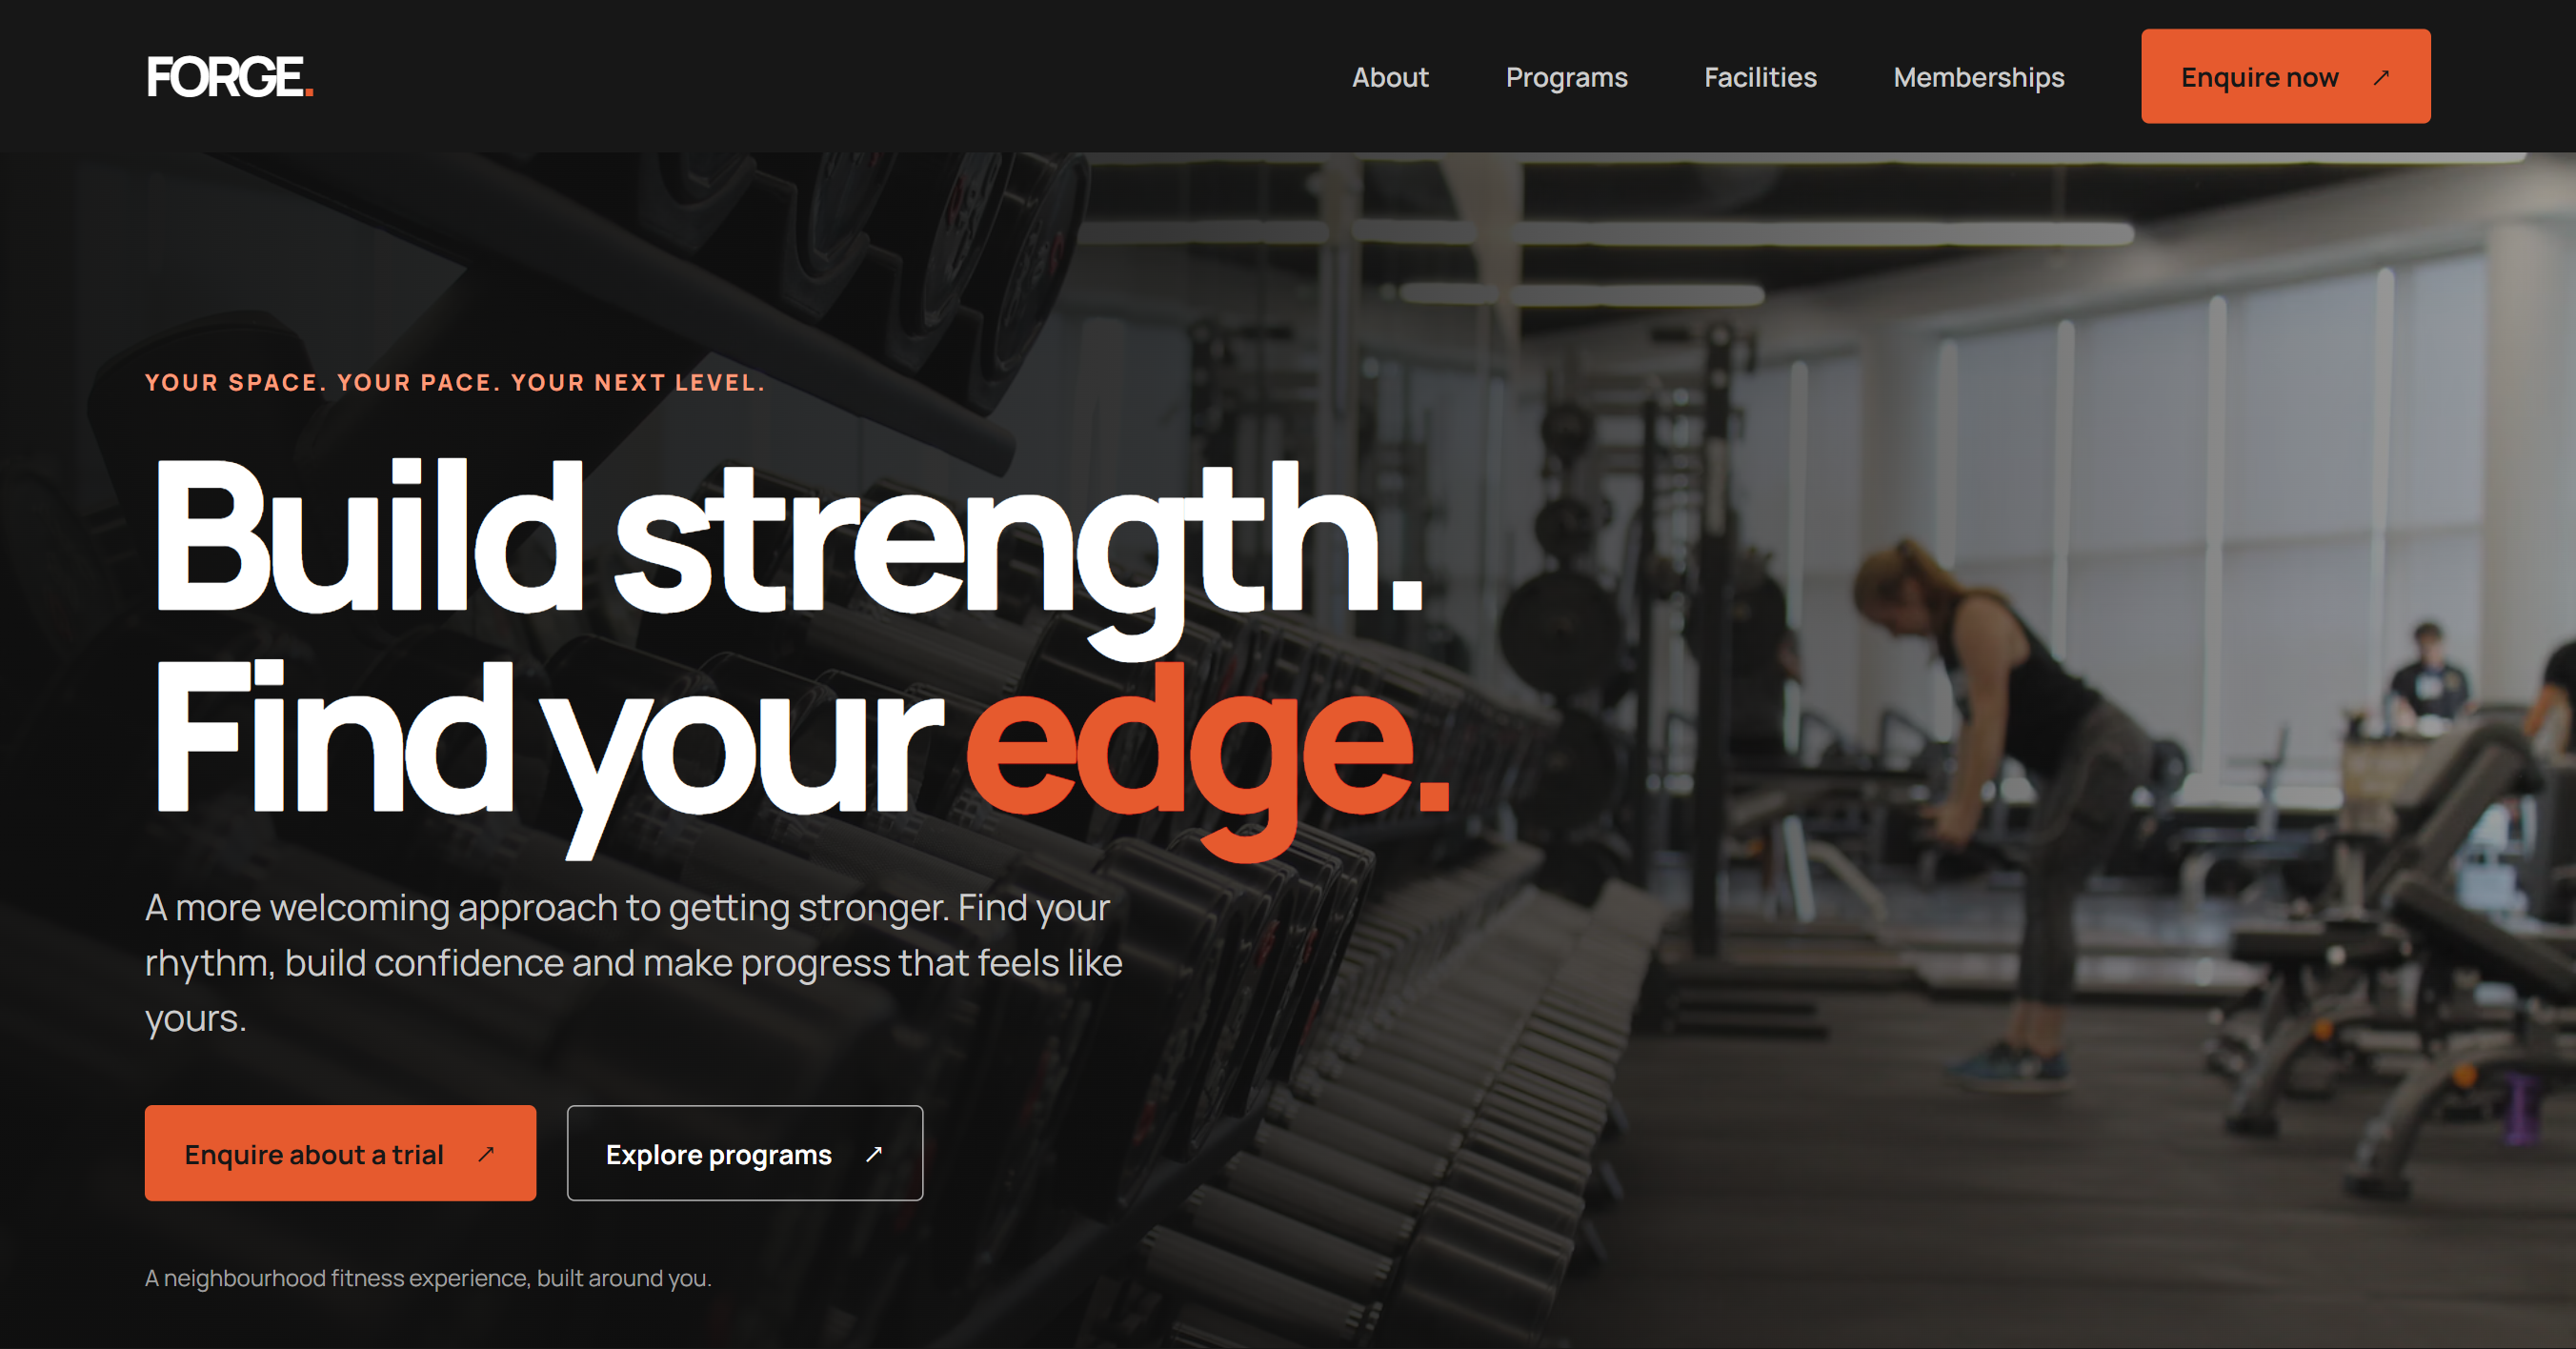 FORGE.
About
Programs
Facilities
Memberships
Enquire now ↗
YOUR SPACE. YOUR PACE. YOUR NEXT LEVEL.
Build strength.
Find your edge.
A more welcoming approach to getting stronger. Find your
rhythm, build confidence and make progress that feels like
yours.
Enquire about a trial ↗
Explore programs ↗
A neighbourhood fitness experience, built around you.